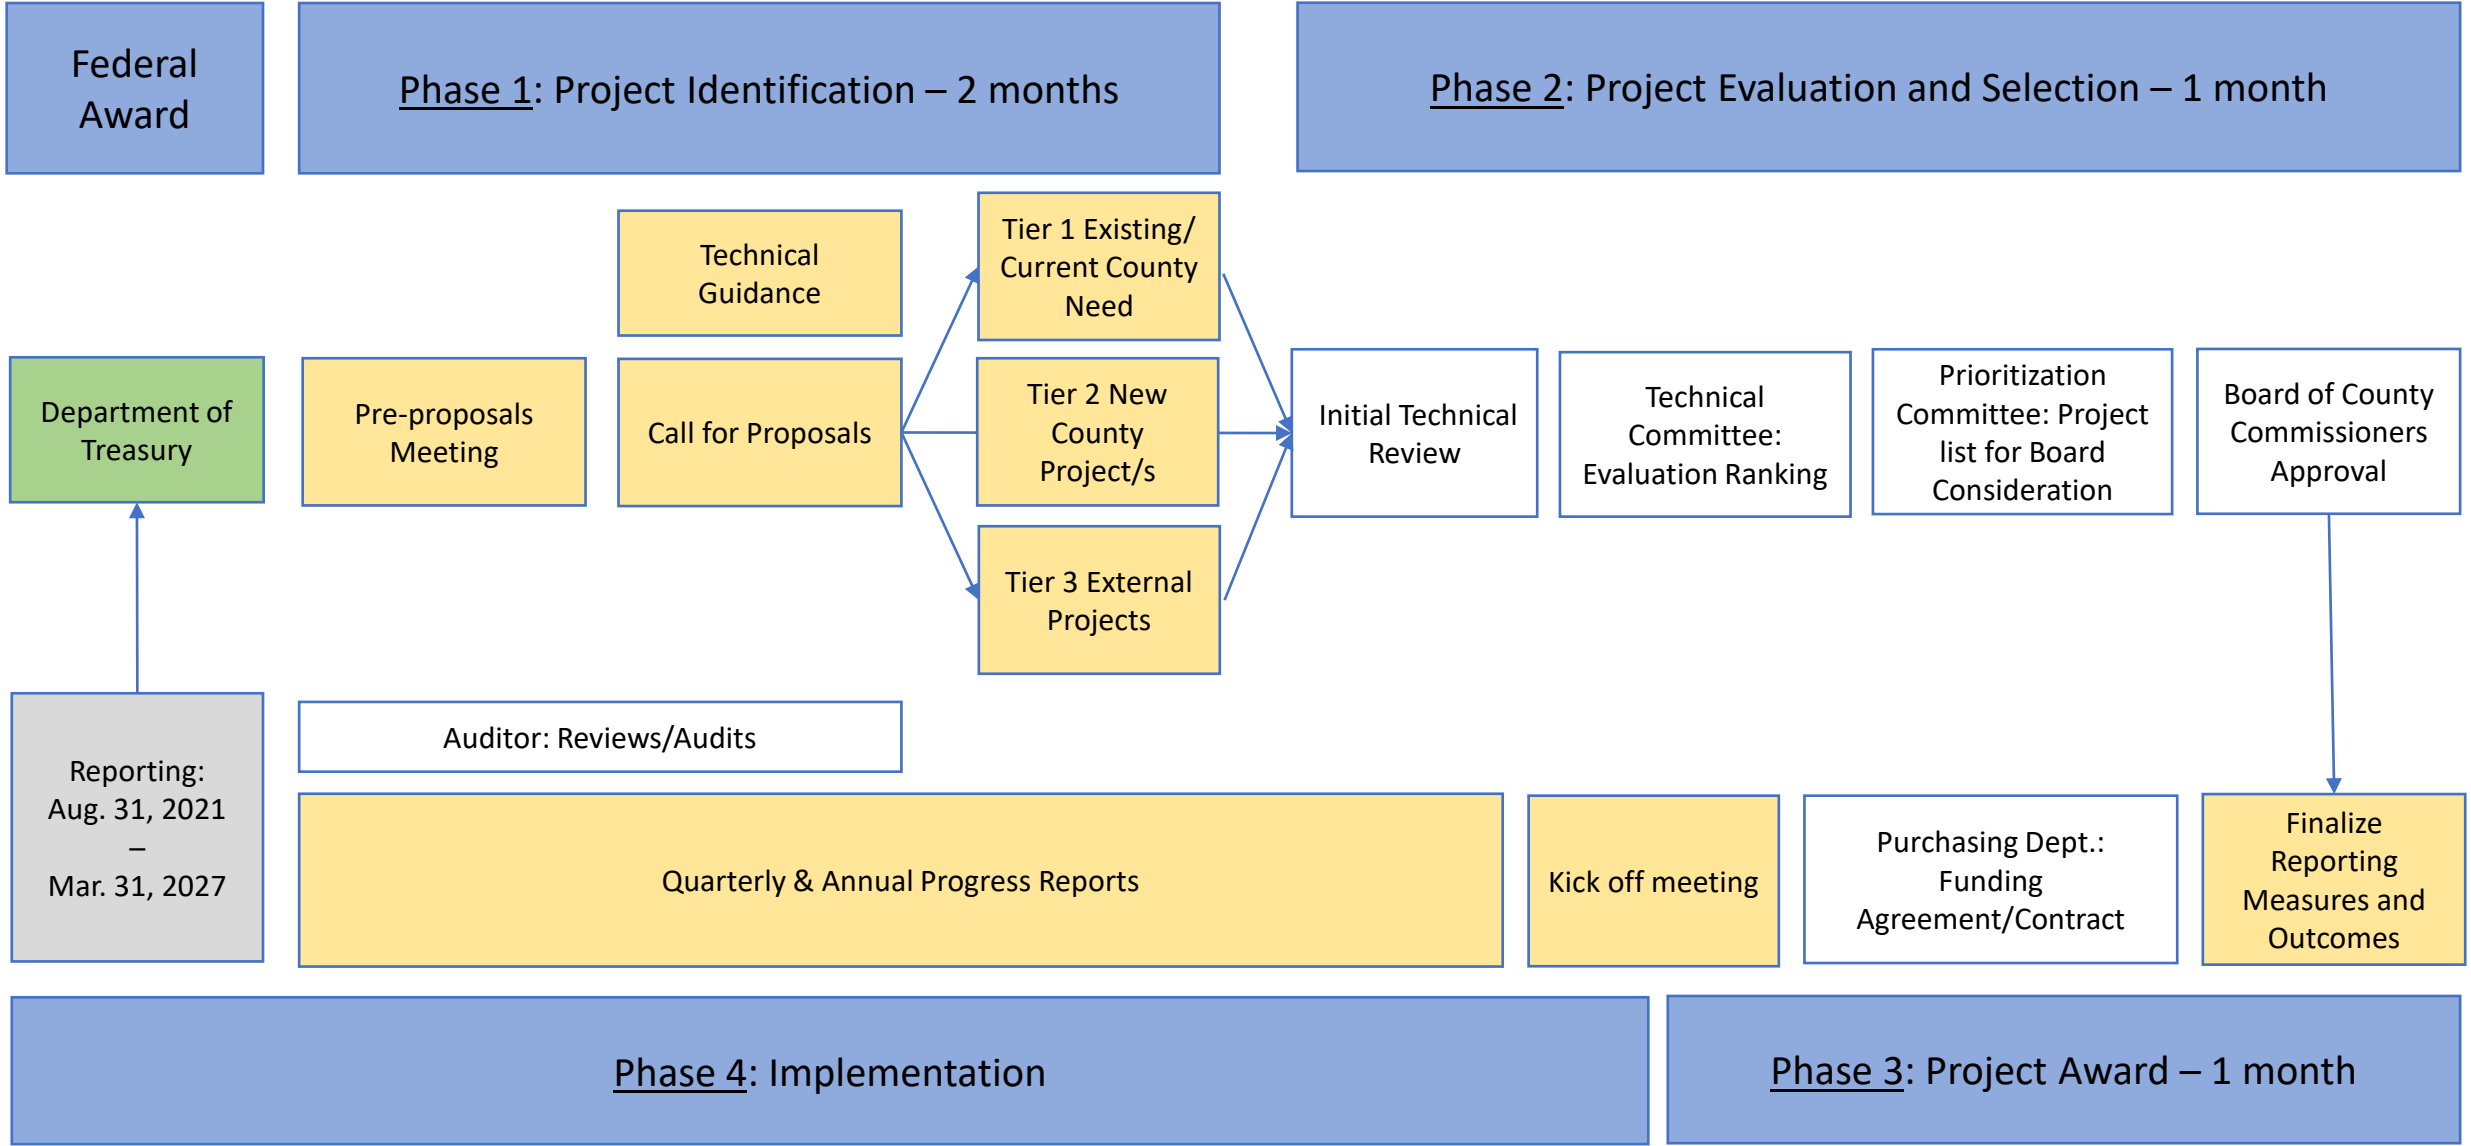 Federal
Award
Phase 1: Project Identification – 2 months
Phase 2: Project Evaluation and Selection – 1 month
Technical
Guidance
Tier 1 Existing/
Current County
Need
Department of
Treasury
Pre-proposals
Meeting
Call for Proposals
Tier 2 New
County
Project/s
Tier 3 External
Projects
Initial Technical
Review
Technical
Committee:
Evaluation Ranking
Prioritization
Committee: Project
list for Board
Consideration
Board of County
Commissioners
Approval
Reporting:
Aug. 31, 2021
–
Mar. 31, 2027
Auditor: Reviews/Audits
Quarterly & Annual Progress Reports
Kick off meeting
Purchasing Dept.:
Funding
Agreement/Contract
Finalize
Reporting
Measures and
Outcomes
Phase 4: Implementation
Phase 3: Project Award – 1 month